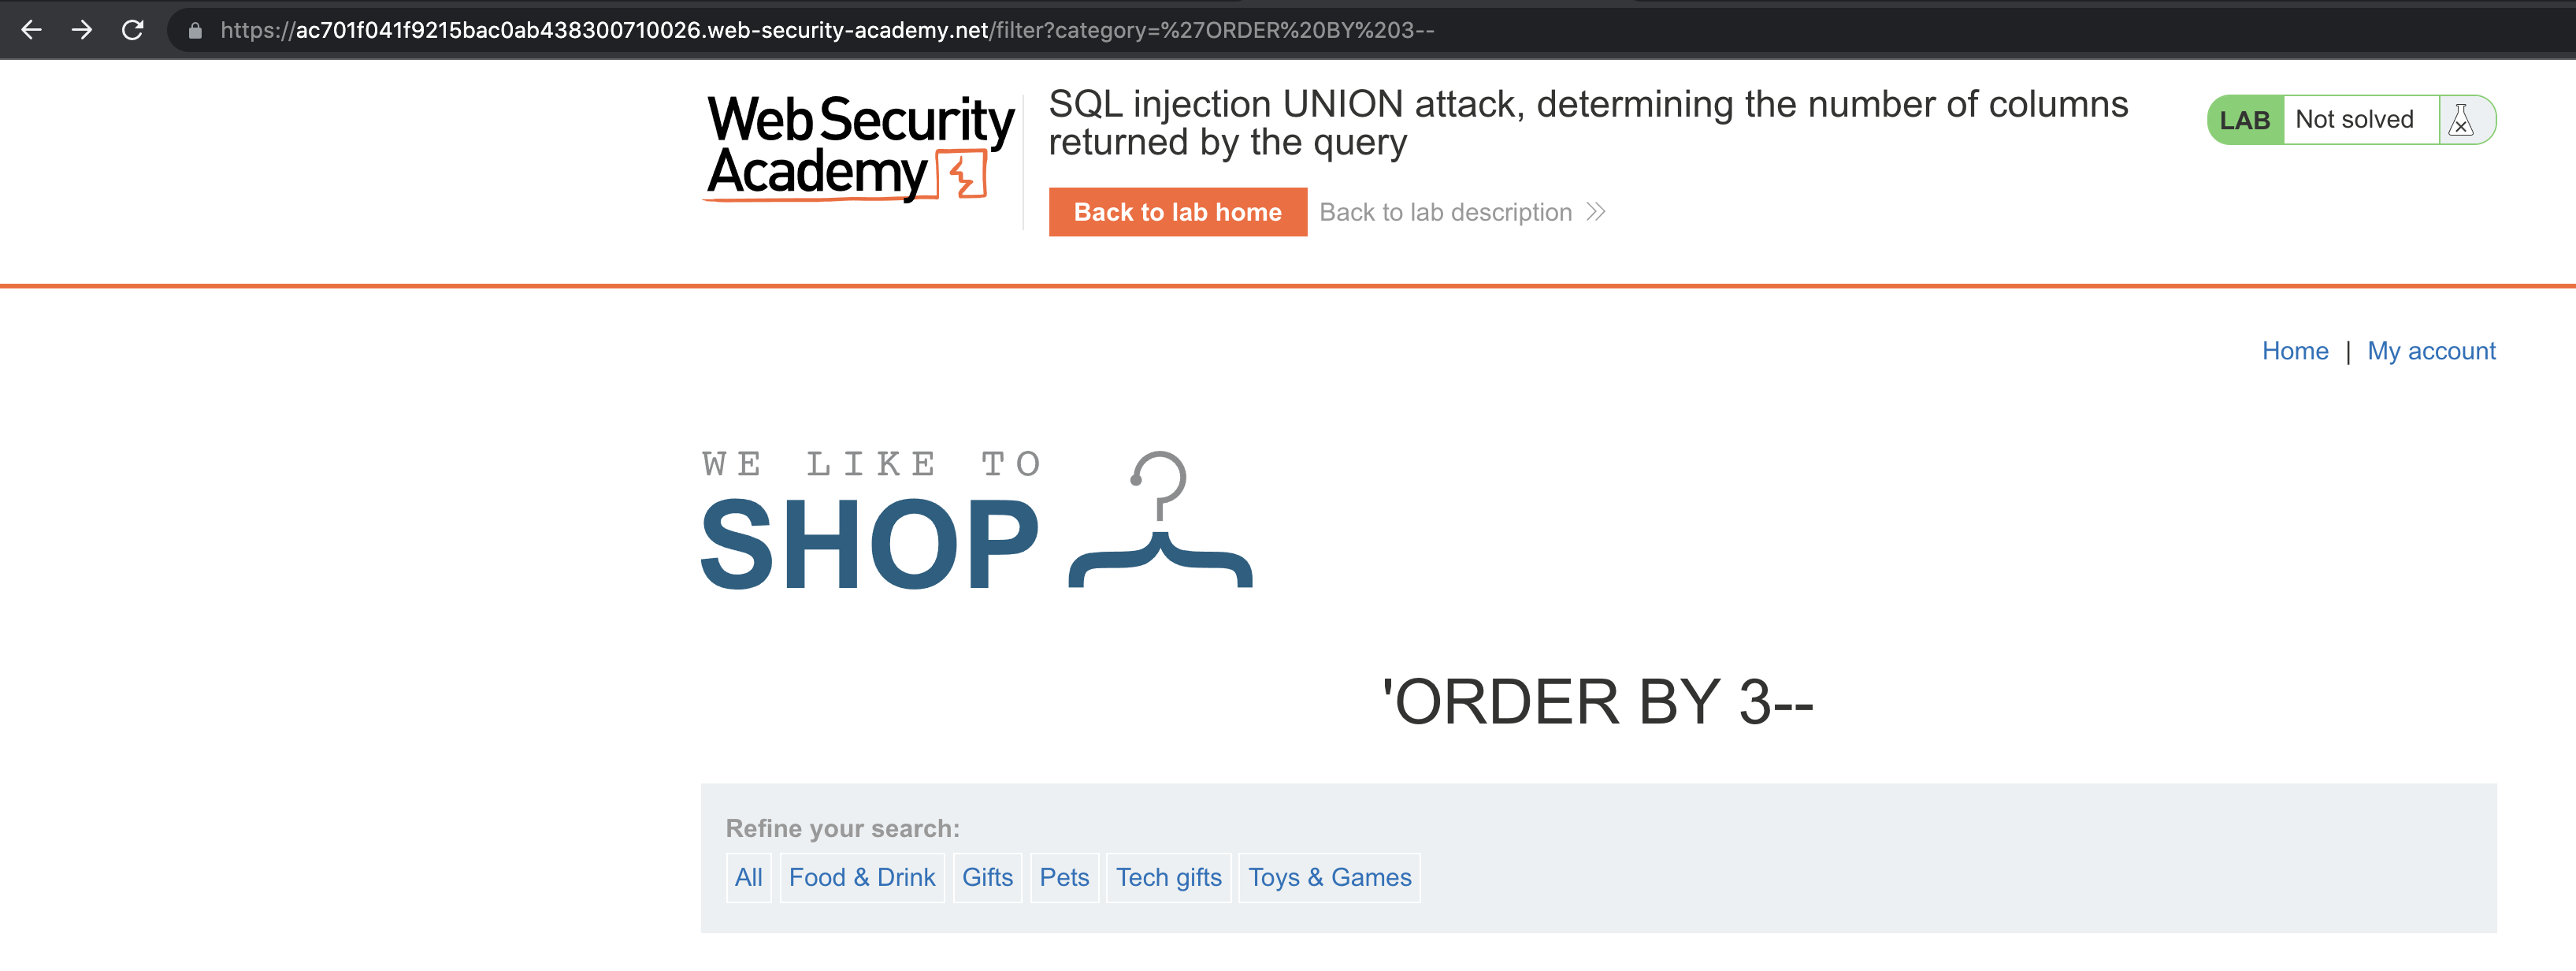 https://ac701f041f9215bac0ab438300710026.web-security-academy.net/filter?category=%27ORDER%20BY%203--
WebSecurity
Academy
SQL injection UNION attack, determining the number of columns
returned by the query
LAB Not solved
Back to lab home Back to lab description
Home | My account
WE LIKE TO
SHOP
'ORDER BY 3--
Refine your search:
All Food & Drink Gifts Pets Tech gifts Toys & Games